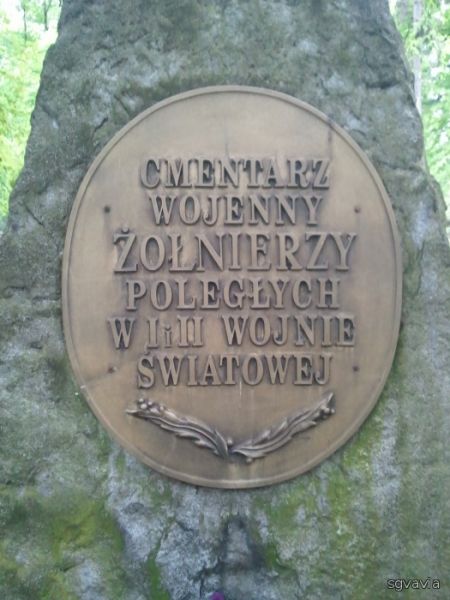 CMENTARZ
WOJENNY
ŻOŁNIERZY
POLEGŁYCH
W I i II WOJNIE
ŚWIATOWEJ
sgvavia